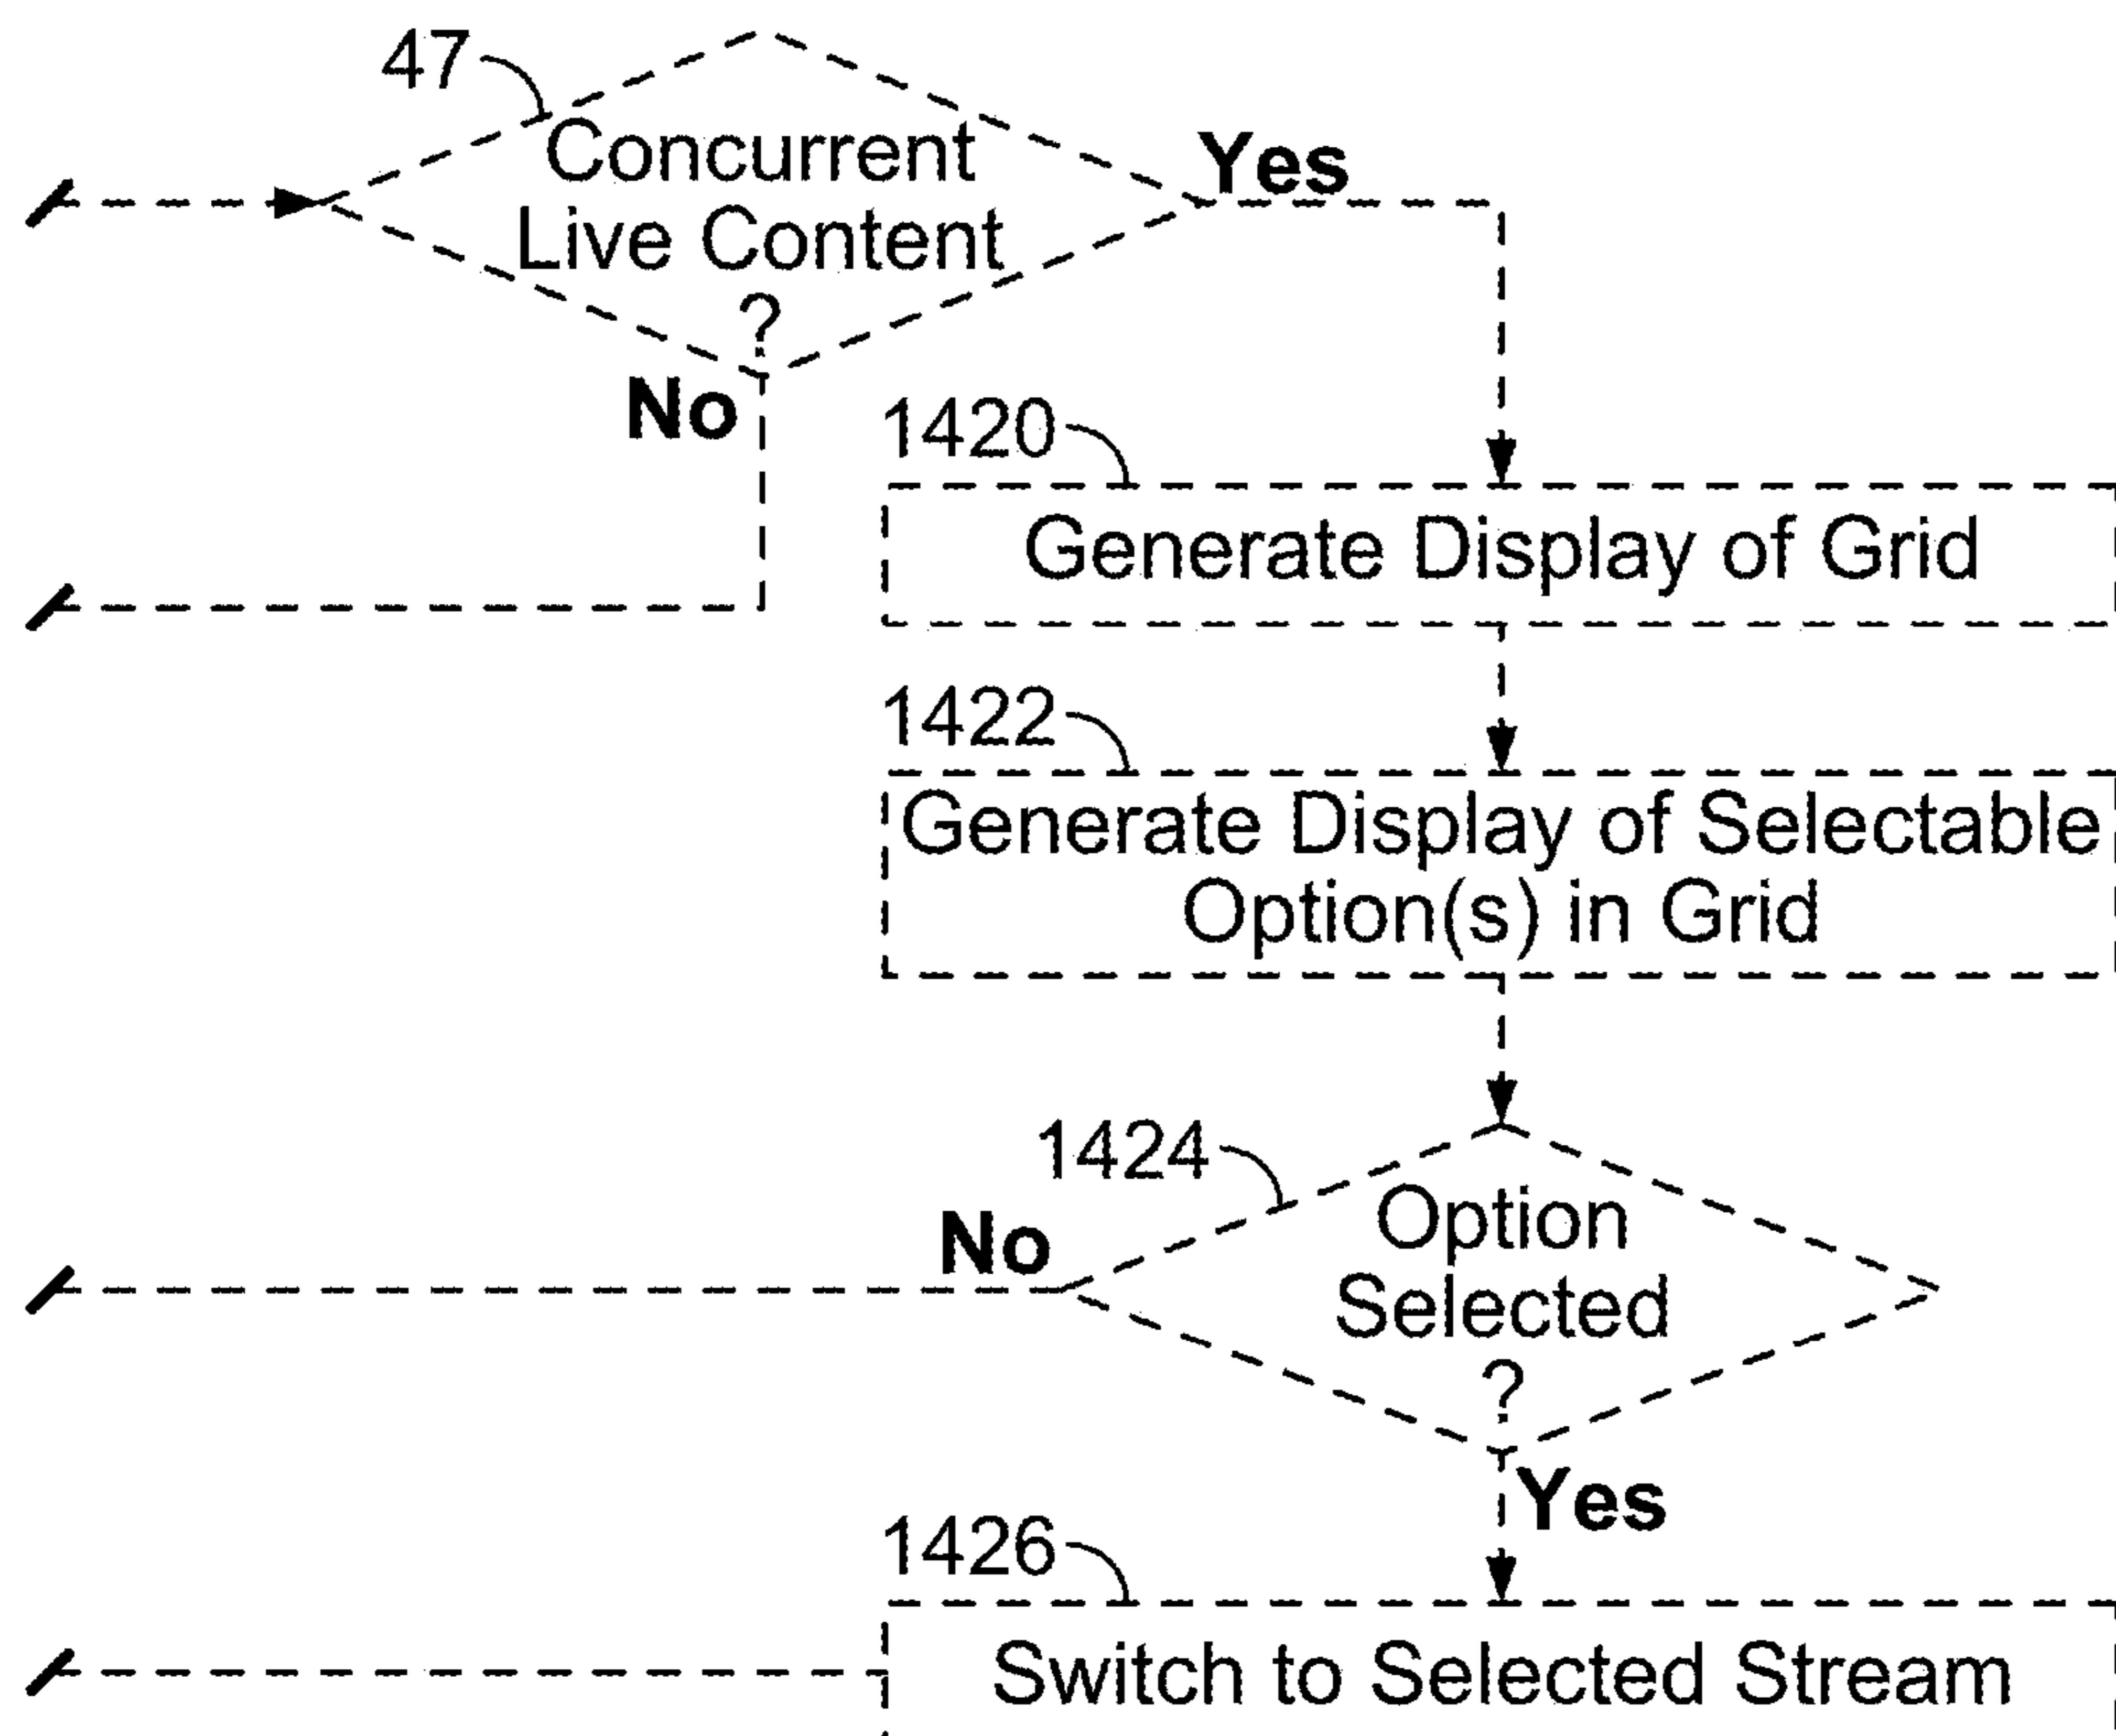 47
Concurrent
Live Content
?
Yes
No
1420
Generate Display of Grid
1422
Generate Display of Selectable
Option(s) in Grid
1424
Option
Selected
?
No
Yes
1426
Switch to Selected Stream